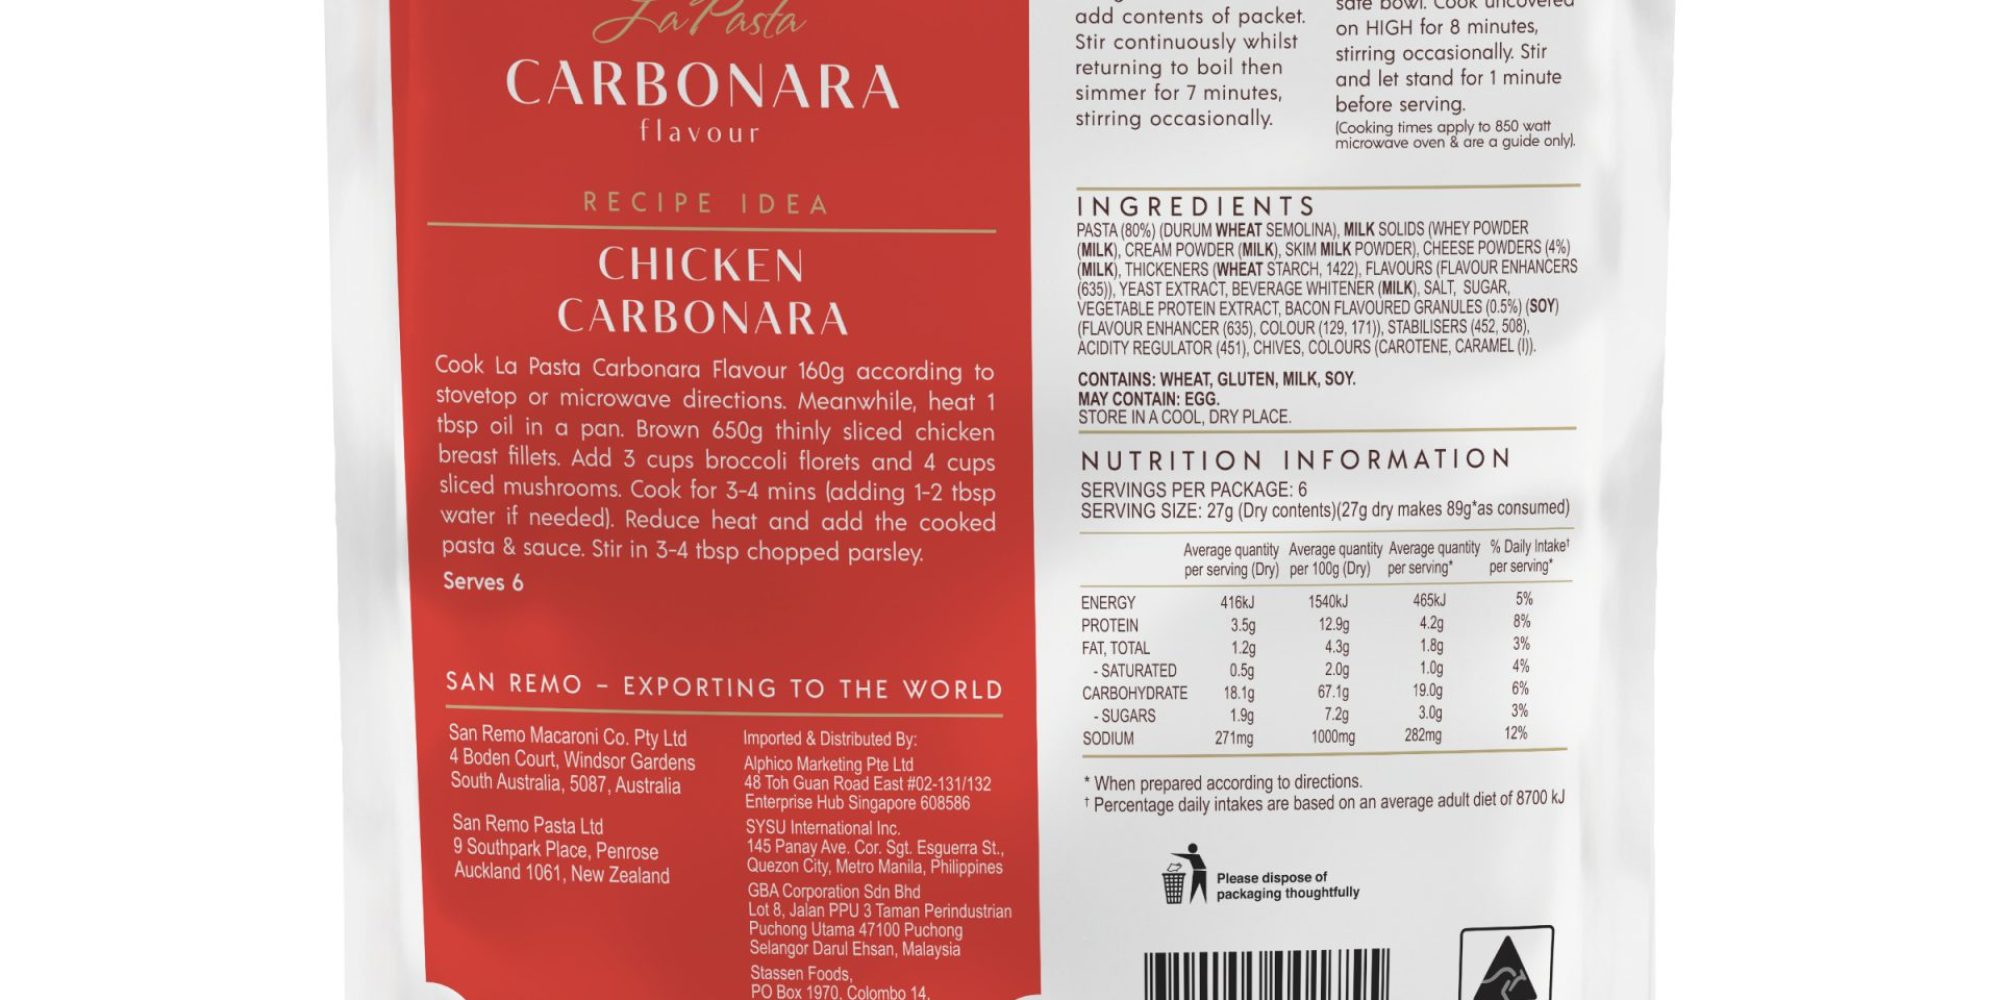 La Pasta
CARBONARA
flavour
RECIPE IDEA
CHICKEN
CARBONARA
Cook La Pasta Carbonara Flavour 160g according to
stovetop or microwave directions. Meanwhile, heat 1
tbsp oil in a pan. Brown 650g thinly sliced chicken
breast fillets. Add 3 cups broccoli florets and 4 cups
sliced mushrooms. Cook for 3-4 mins (adding 1-2 tbsp
water if needed). Reduce heat and add the cooked
pasta & sauce. Stir in 3-4 tbsp chopped parsley.
Serves 6
SAN REMO – EXPORTING TO THE WORLD
San Remo Macaroni Co. Pty Ltd
4 Boden Court, Windsor Gardens
South Australia, 5087, Australia
San Remo Pasta Ltd
9 Southpark Place, Penrose
Auckland 1061, New Zealand
Imported & Distributed By:
Alphico Marketing Pte Ltd
48 Toh Guan Road East #02-131/132
Enterprise Hub Singapore 608586
SYSU International Inc.
145 Panay Ave. Cor. Sgt. Esguerra St.,
Quezon City, Metro Manila, Philippines
GBA Corporation Sdn Bhd
Lot 8, Jalan PPU 3 Taman Perindustrian
Puchong Utama 47100 Puchong
Selangor Darul Ehsan, Malaysia
Stassen Foods,
PO Box 1970, Colombo 14,
add contents of packet.
Stir continuously whilst
returning to boil then
simmer for 7 minutes,
stirring occasionally.
safe bowl. Cook uncovered
on HIGH for 8 minutes,
stirring occasionally. Stir
and let stand for 1 minute
before serving.
(Cooking times apply to 850 watt
microwave oven & are a guide only).
INGREDIENTS
PASTA (80%) (DURUM WHEAT SEMOLINA), MILK SOLIDS (WHEY POWDER
(MILK), CREAM POWDER (MILK), SKIM MILK POWDER), CHEESE POWDERS (4%)
(MILK), THICKENERS (WHEAT STARCH, 1422), FLAVOURS (FLAVOUR ENHANCERS
(635)), YEAST EXTRACT, BEVERAGE WHITENER (MILK), SALT, SUGAR,
VEGETABLE PROTEIN EXTRACT, BACON FLAVOURED GRANULES (0.5%) (SOY)
(FLAVOUR ENHANCER (635), COLOUR (129, 171)), STABILISERS (452, 508),
ACIDITY REGULATOR (451), CHIVES, COLOURS (CAROTENE, CARAMEL (I)).
CONTAINS: WHEAT, GLUTEN, MILK, SOY.
MAY CONTAIN: EGG.
STORE IN A COOL, DRY PLACE.
NUTRITION INFORMATION
SERVINGS PER PACKAGE: 6
SERVING SIZE: 27g (Dry contents)(27g dry makes 89g*as consumed)
Average quantity Average quantity Average quantity % Daily Intake†
per serving (Dry) per 100g (Dry) per serving* per serving*
ENERGY 416kJ 1540kJ 465kJ 5%
PROTEIN 3.5g 12.9g 4.2g 8%
FAT, TOTAL 1.2g 4.3g 1.8g 3%
- SATURATED 0.5g 2.0g 1.0g 4%
CARBOHYDRATE 18.1g 67.1g 19.0g 6%
- SUGARS 1.9g 7.2g 3.0g 3%
SODIUM 271mg 1000mg 282mg 12%
* When prepared according to directions.
† Percentage daily intakes are based on an average adult diet of 8700 kJ
Please dispose of
packaging thoughtfully